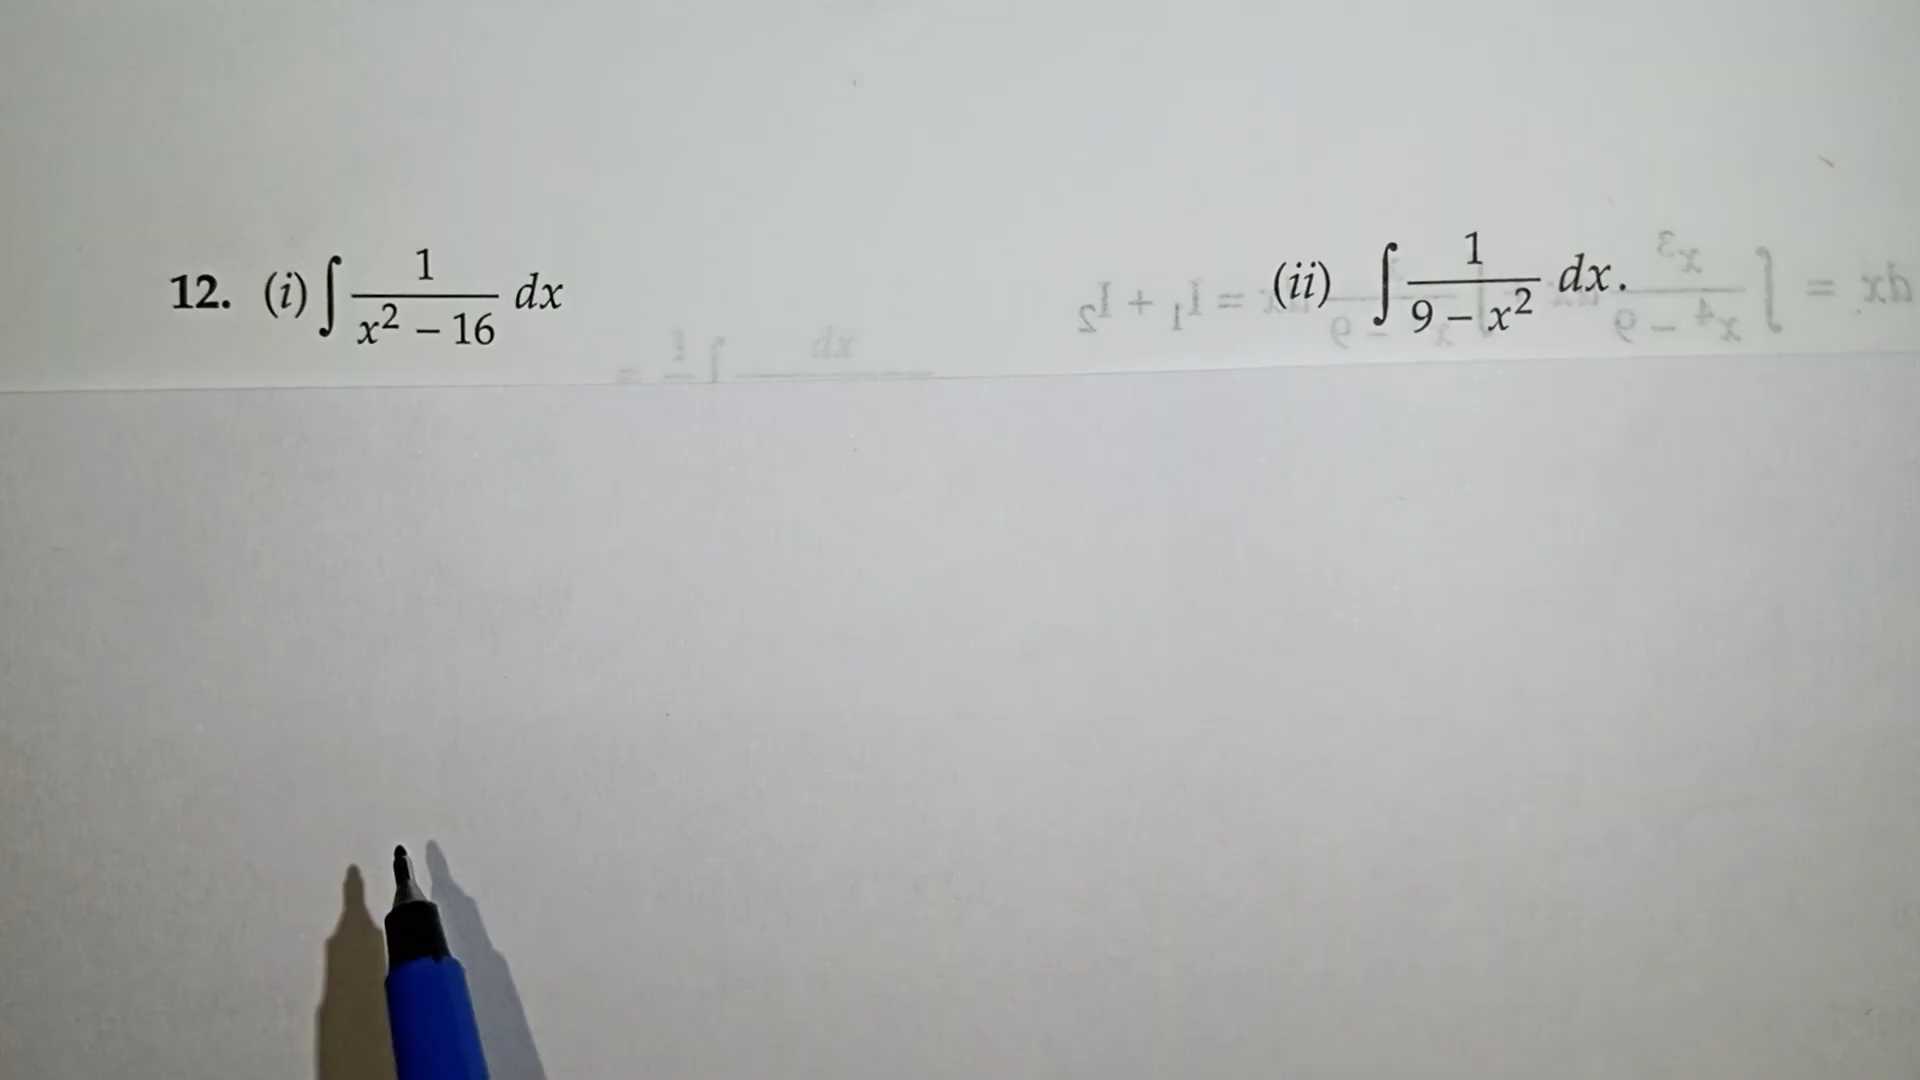 12. (i) ∫ 1/(x² – 16) dx (ii) ∫ 1/(9 – x²) dx.